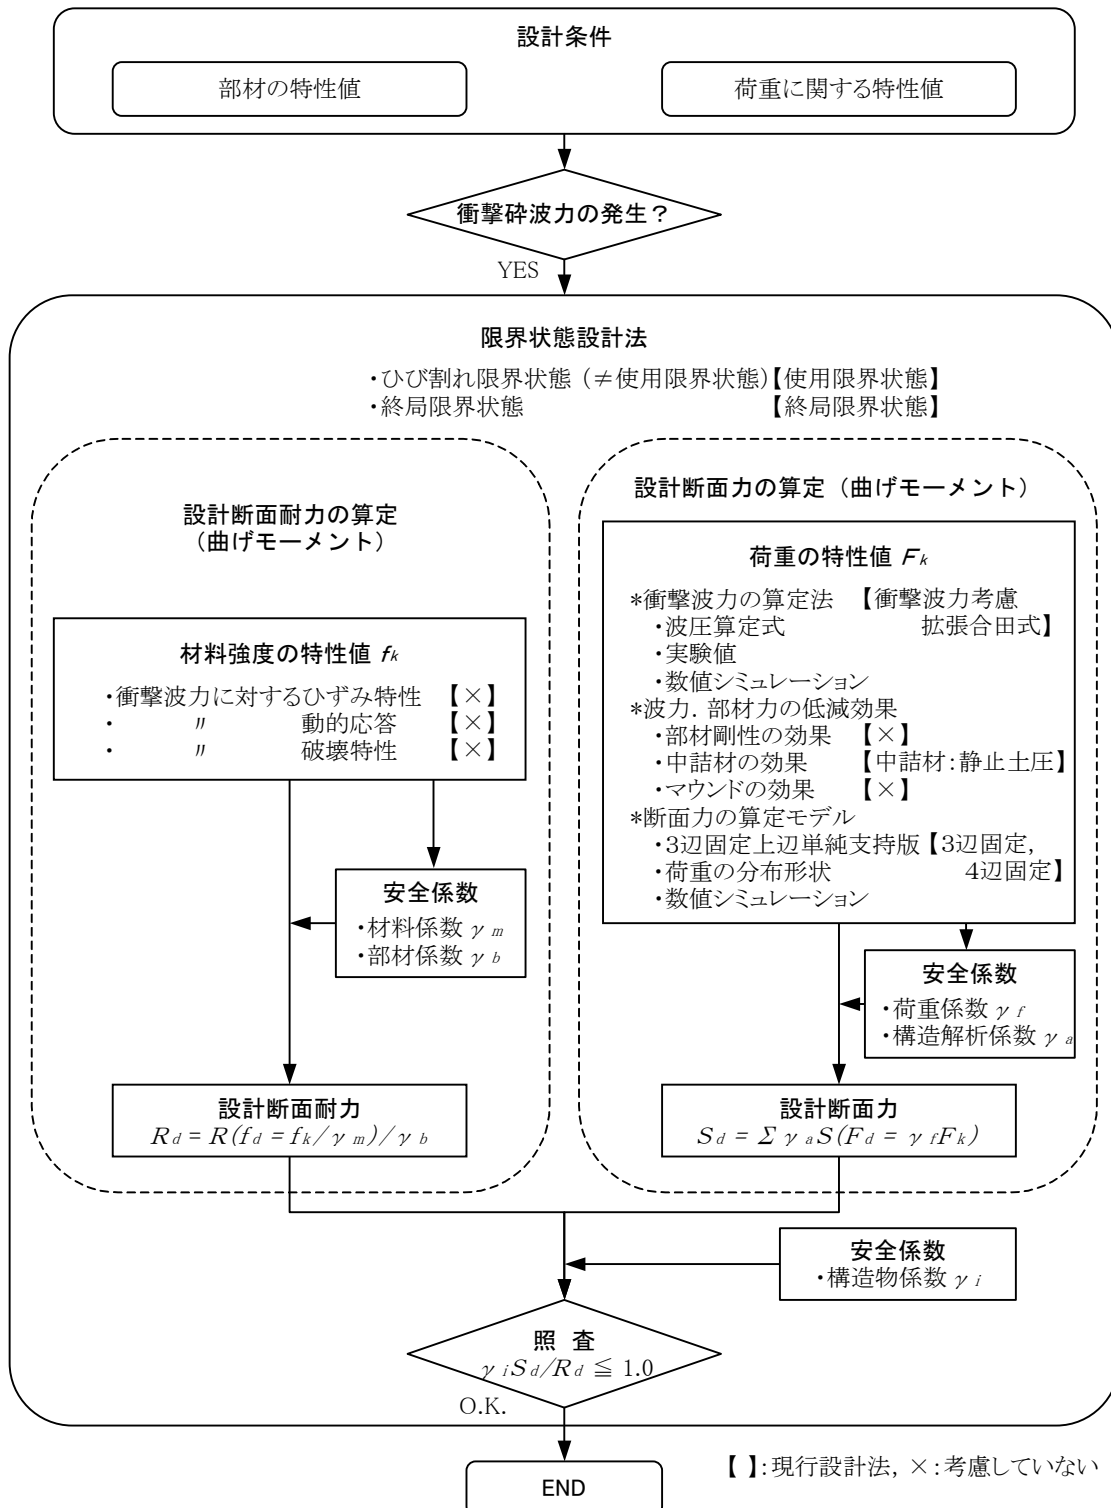 設計条件
部材の特性値
荷重に関する特性値
衝撃砕波力の発生？
YES
限界状態設計法
・ひび割れ限界状態（≠使用限界状態）【使用限界状態】
・終局限界状態 【終局限界状態】
設計断面耐力の算定
（曲げモーメント）
材料強度の特性値 fk
・衝撃波力に対するひずみ特性 【×】
・ 〃 動的応答 【×】
・ 〃 破壊特性 【×】
安全係数
・材料係数 γm
・部材係数 γb
設計断面耐力
Rd = R(fd = fk/γm)/γb
設計断面力の算定（曲げモーメント）
荷重の特性値 Fk
*衝撃波力の算定法 【衝撃波力考慮
・波圧算定式 拡張合田式】
・実験値
・数値シミュレーション
*波力．部材力の低減効果
・部材剛性の効果 【×】
・中詰材の効果 【中詰材：静止土圧】
・マウンドの効果 【×】
*断面力の算定モデル
・3辺固定上辺単純支持版【3辺固定，
・荷重の分布形状 4辺固定】
・数値シミュレーション
安全係数
・荷重係数 γf
・構造解析係数 γa
設計断面力
Sd = Σγa S(Fd = γf Fk)
安全係数
・構造物係数 γi
照 査
γi Sd/Rd ≦ 1.0
O.K.
END
【 】：現行設計法，×：考慮していない